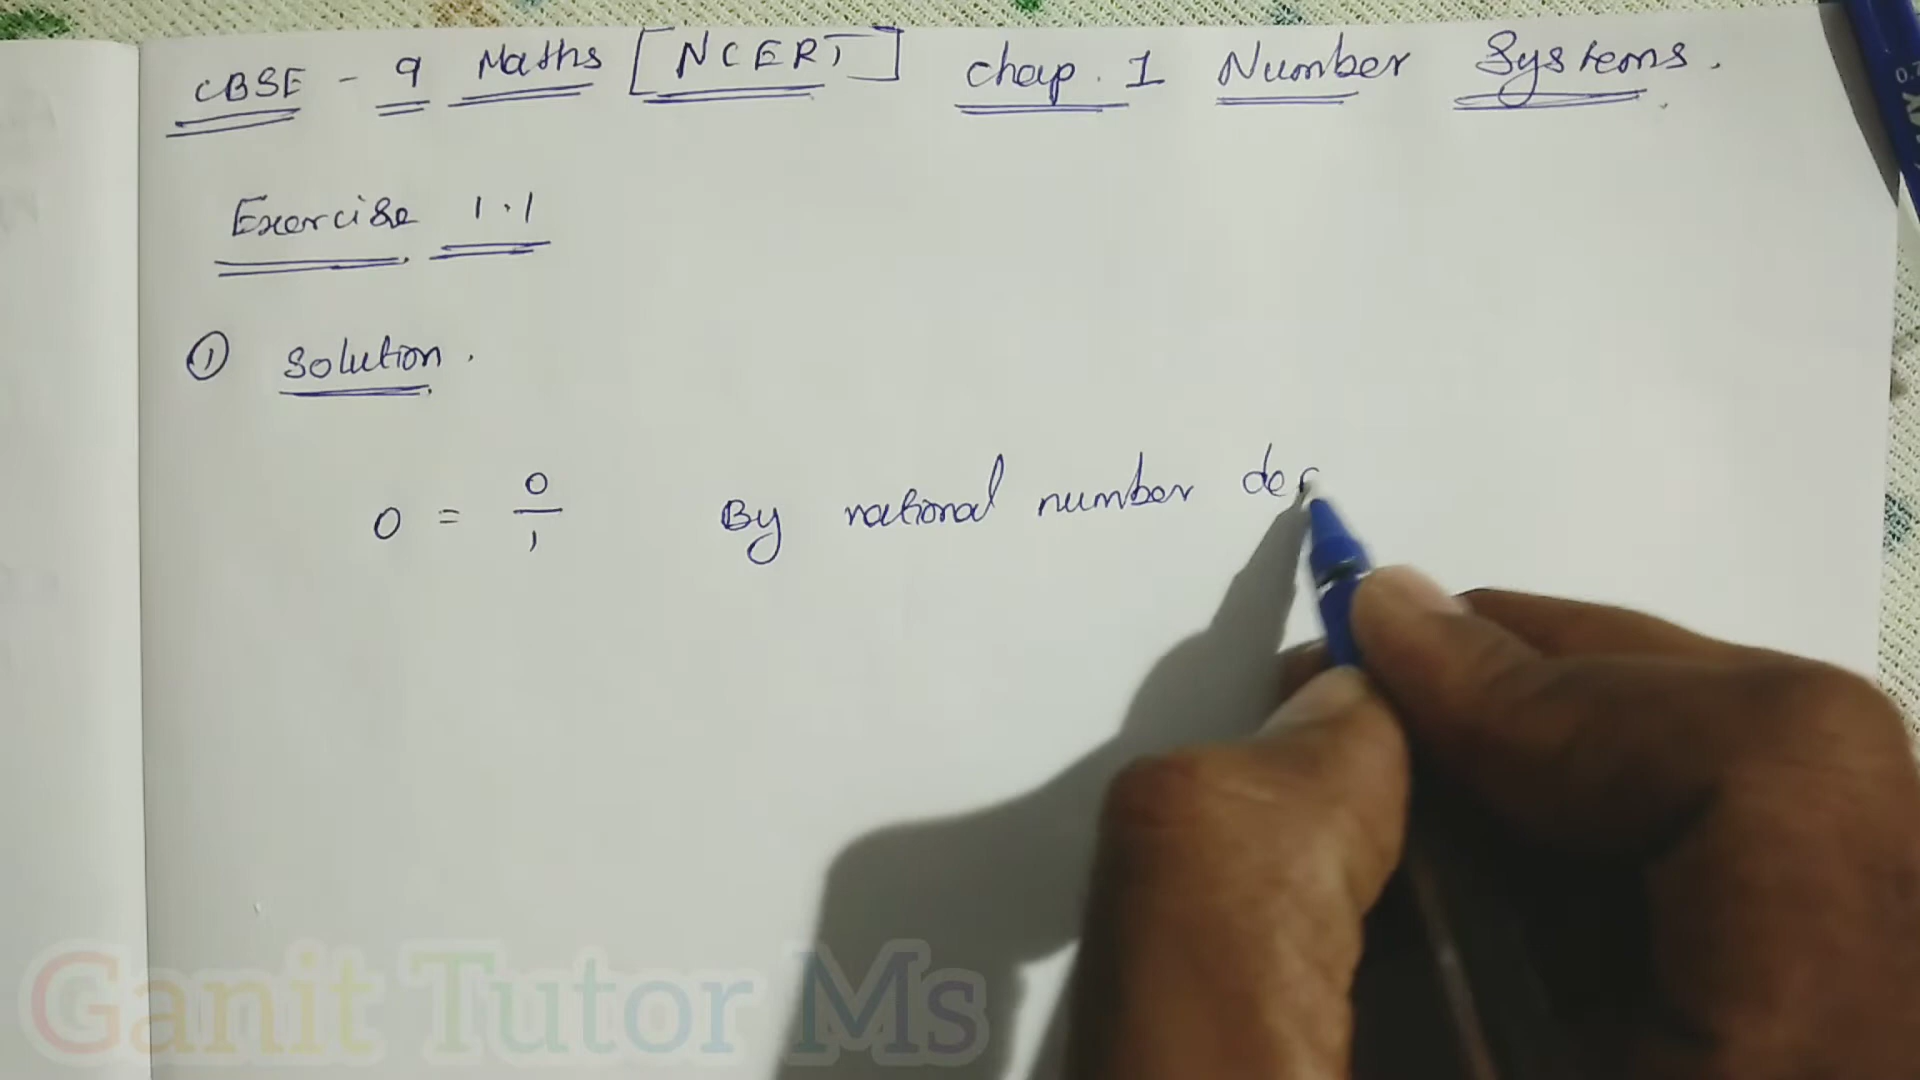 CBSE - 9 Maths [NCERT] Chap. 1 Number Systems.
Exercise 1.1
① Solution.
0 = 0/1 By rational number def
Ganit Tutor Ms